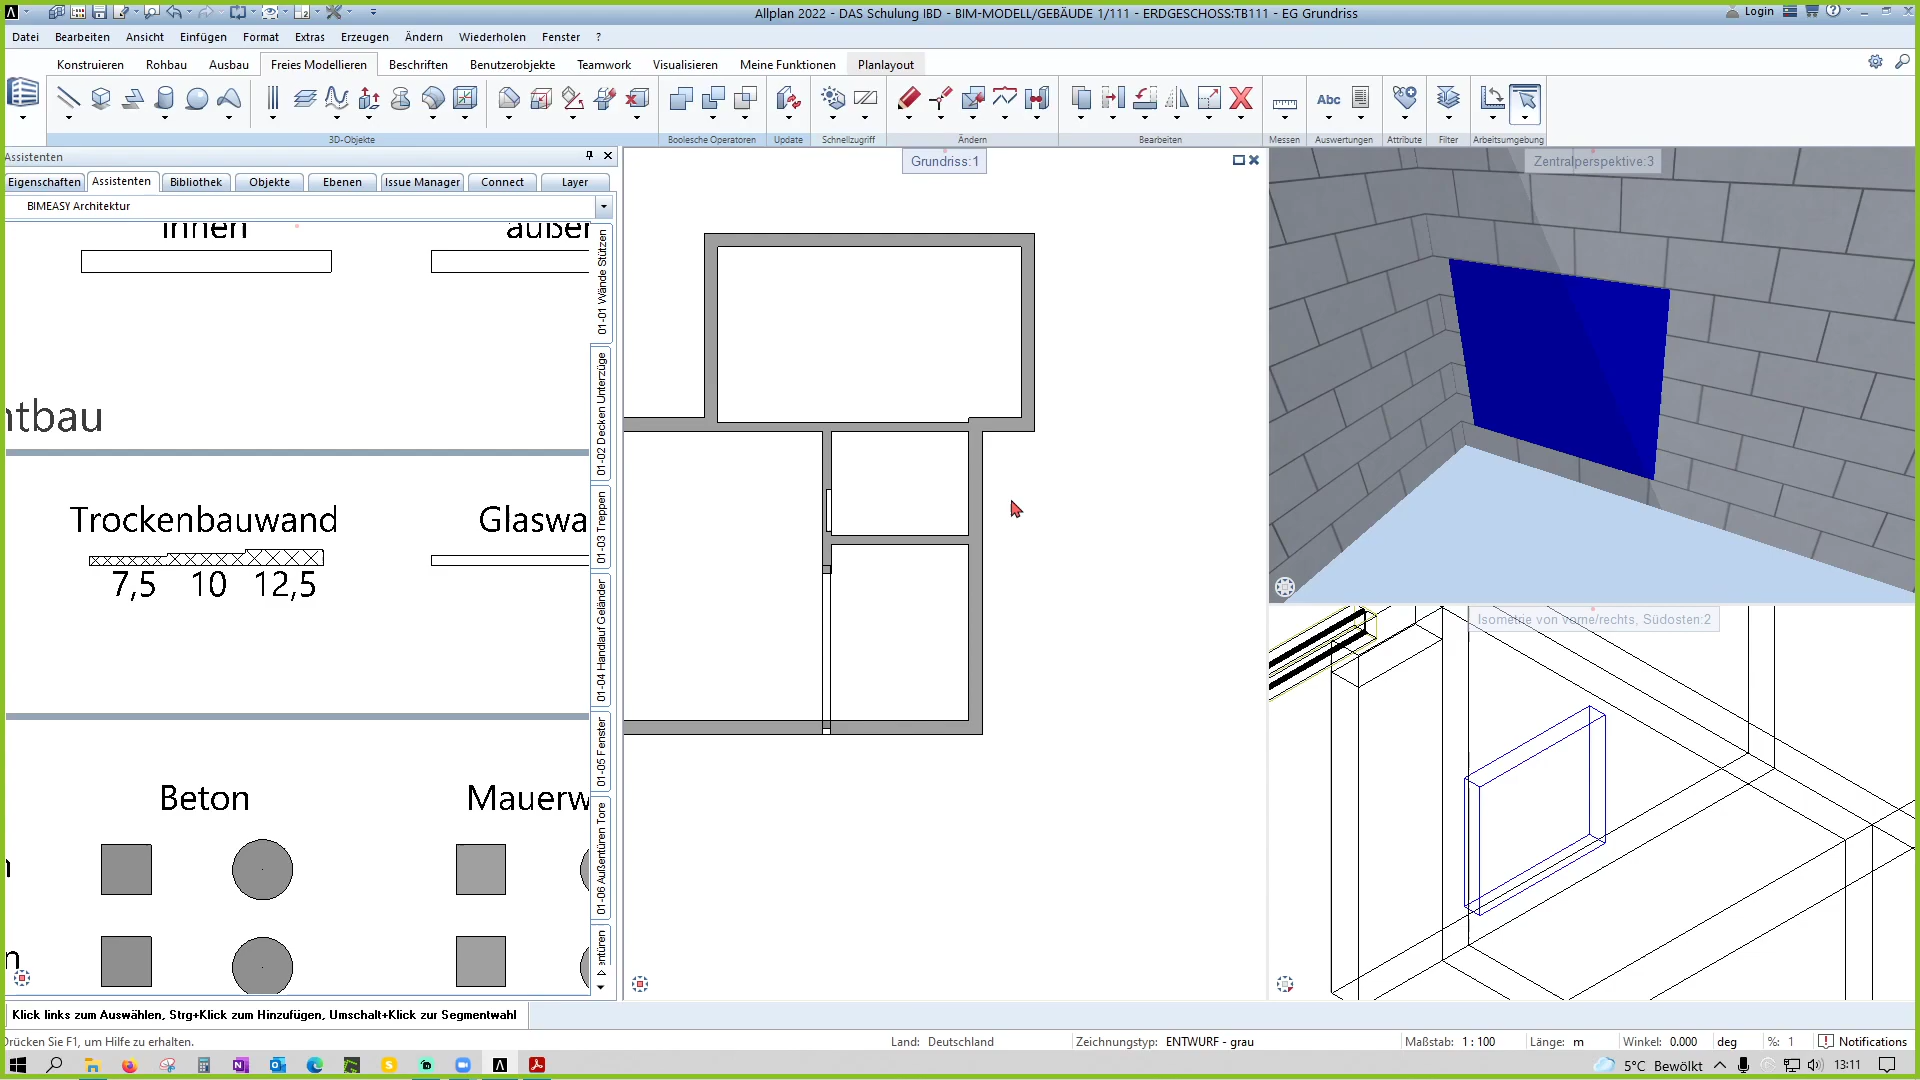 Allplan 2022 - DAS Schulung IBD - BIM-MODELL/GEBÄUDE 1/111 - ERDGESCHOSS:TB111 - EG Grundriss
Login
Datei Bearbeiten Ansicht Einfügen Format Extras Erzeugen Ändern Wiederholen Fenster ?
Konstruieren Rohbau Ausbau Freies Modellieren Beschriften Benutzerobjekte Teamwork Visualisieren Meine Funktionen Planlayout
Abc
3D-Objekte Boolesche Operatoren Update Schnellzugriff Ändern Bearbeiten Messen Auswertungen Attribute Filter Arbeitsumgebung
Assistenten
Eigenschaften Assistenten Bibliothek Objekte Ebenen Issue Manager Connect Layer
BIMEASY Architektur
innen außer
ntbau
Trockenbauwand Glaswa
7,5 10 12,5
Beton Mauerw
n
01-01 Wände Stützen
01-02 Decken Unterzüge
01-03 Treppen
01-04 Handlauf Geländer
01-05 Fenster
01-06 Außentüren Tore
entüren
Grundriss:1
Zentralperspektive:3
Isometrie von vorne/rechts, Südosten:2
Klick links zum Auswählen, Strg+Klick zum Hinzufügen, Umschalt+Klick zur Segmentwahl
Drücken Sie F1, um Hilfe zu erhalten.
Land: Deutschland Zeichnungstyp: ENTWURF - grau Maßstab: 1 : 100 Länge: m Winkel: 0.000 deg %: 1 Notifications
5°C Bewölkt 13:11